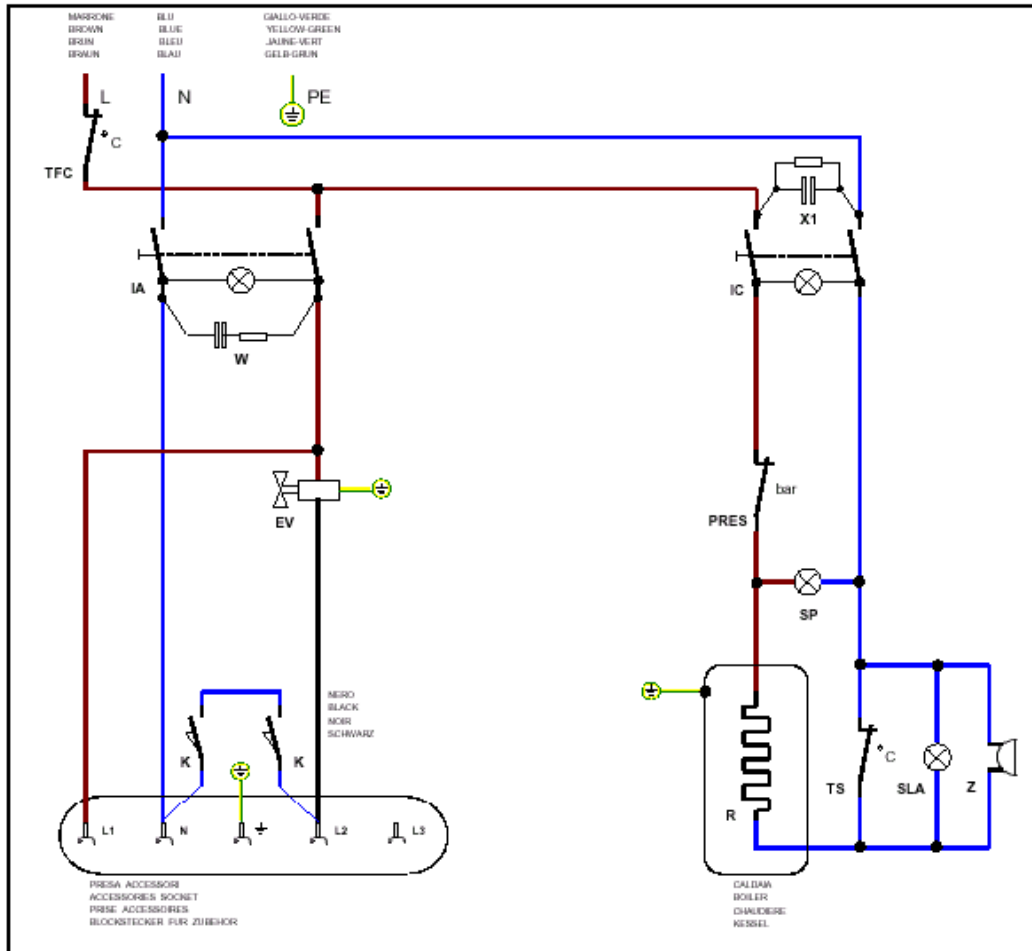 MARRONE
BROWN
BRUN
BRAUN
BLU
BLUE
BLEU
BLAU
GIALLO-VERDE
YELLOW-GREEN
JAUNE-VERT
GELB-GRUN
L
N
PE
° C
TFC
X1
IA
IC
W
bar
EV
PRES
SP
NERO
BLACK
NOIR
SCHWARZ
K
K
°C
TS
SLA
Z
R
L1
N
L2
L3
PRESA ACCESSORI
ACCESSORIES SOCKET
PRISE ACCESSOIRES
BLOCKSTECKER FUR ZUBEHOR
CALDAIA
BOILER
CHAUDIERE
KESSEL